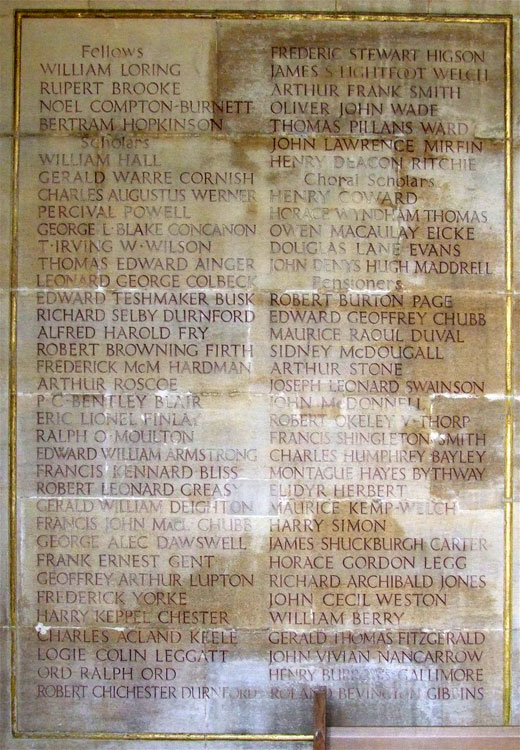 Fellows
WILLIAM LORING
RUPERT BROOKE
NOEL COMPTON-BURNETT
BERTRAM HOPKINSON
Scholars
WILLIAM HALL
GERALD WARRE CORNISH
CHARLES AUGUSTUS WERNER
PERCIVAL POWELL
GEORGE L·BLAKE CONCANON
T·IRVING W·WILSON
THOMAS EDWARD AINGER
LEONARD GEORGE COLBECK
EDWARD TESHMAKER BUSK
RICHARD SELBY DURNFORD
ALFRED HAROLD FRY
ROBERT BROWNING FIRTH
FREDERICK McM HARDMAN
ARTHUR ROSCOE
P·C·BENTLEY BLAIR
ERIC LIONEL FINLAY
RALPH O·MOULTON
EDWARD WILLIAM ARMSTRONG
FRANCIS KENNARD BLISS
ROBERT LEONARD CREASY
GERALD WILLIAM DEIGHTON
FRANCIS JOHN MacL CHUBB
GEORGE ALEC DAWSWELL
FRANK ERNEST GENT
GEOFFREY ARTHUR LUPTON
FREDERICK YORKE
HARRY KEPPEL CHESTER
CHARLES ACLAND KEELE
LOGIE COLIN LEGGATT
ORD RALPH ORD
ROBERT CHICHESTER DURNFORD
FREDERIC STEWART HIGSON
JAMES S·LIGHTFOOT WELCH
ARTHUR FRANK SMITH
OLIVER JOHN WADE
THOMAS PILLANS WARD
JOHN LAWRENCE MIRFIN
HENRY DEACON RITCHIE
Choral Scholars
HENRY COWARD
HORACE WYNDHAM THOMAS
OWEN MACAULAY EICKE
DOUGLAS LANE EVANS
JOHN DENYS HUGH MADDRELL
Pensioners
ROBERT BURTON PAGE
EDWARD GEOFFREY CHUBB
MAURICE RAOUL DUVAL
SIDNEY McDOUGALL
ARTHUR STONE
JOSEPH LEONARD SWAINSON
JOHN McDONNELL
ROBERT OKELEY V·THORP
FRANCIS SHINGLETON SMITH
CHARLES HUMPHREY BAYLEY
MONTAGUE HAYES BYTHWAY
ELIDYR HERBERT
MAURICE KEMP-WELCH
HARRY SIMON
JAMES SHUCKBURGH CARTER
HORACE GORDON LEGG
RICHARD ARCHIBALD JONES
JOHN CECIL WESTON
WILLIAM BERRY
GERALD THOMAS FITZGERALD
JOHN VIVIAN NANCARROW
HENRY BURROWS GALLIMORE
ROLAND BEVINGTON GIBBINS